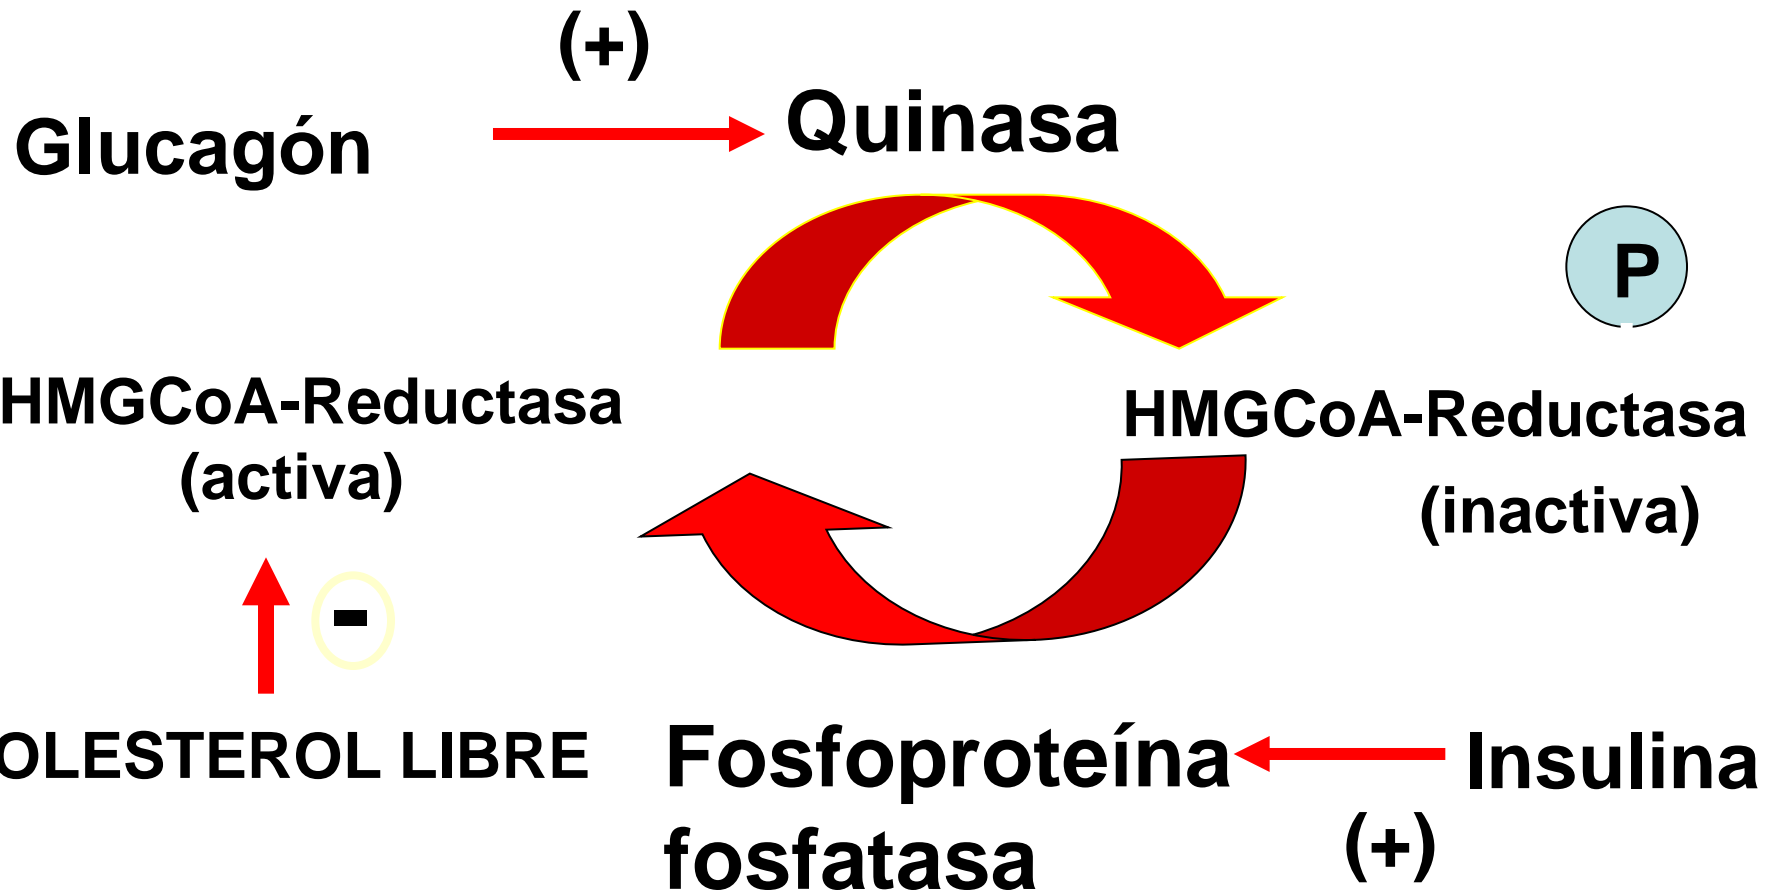 (+)
Glucagón
Quinasa
P
HMGCoA-Reductasa
(activa)
HMGCoA-Reductasa
(inactiva)
-
OLESTEROL LIBRE
Fosfoproteína
fosfatasa
Insulina
(+)